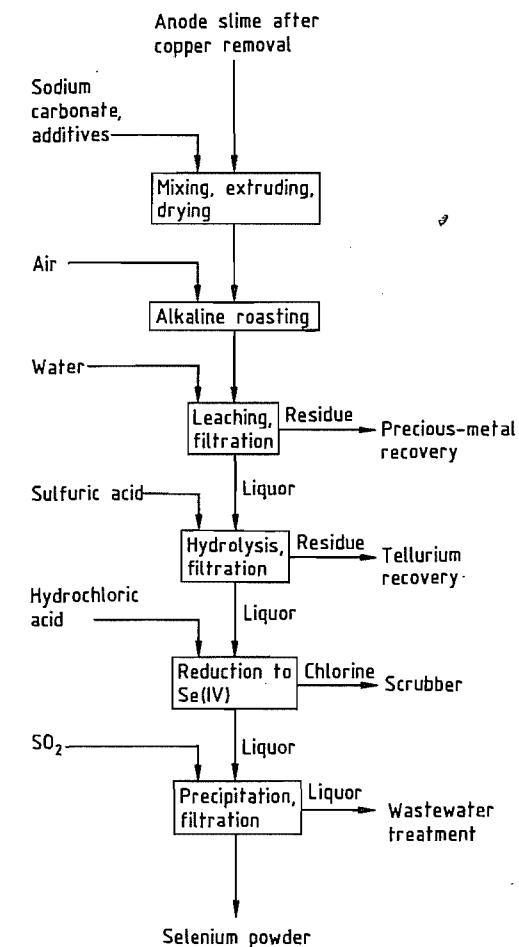 Anode slime after
copper removal
Sodium
carbonate,
additives
Mixing, extruding,
drying
Air
Alkaline roasting
Water
Leaching,
filtration
Residue
Precious-metal
recovery
Liquor
Sulfuric acid
Hydrolysis,
filtration
Residue
Tellurium
recovery
Liquor
Hydrochloric
acid
Reduction to
Se(IV)
Chlorine
Scrubber
Liquor
SO₂
Precipitation,
filtration
Liquor
Wastewater
treatment
Selenium powder